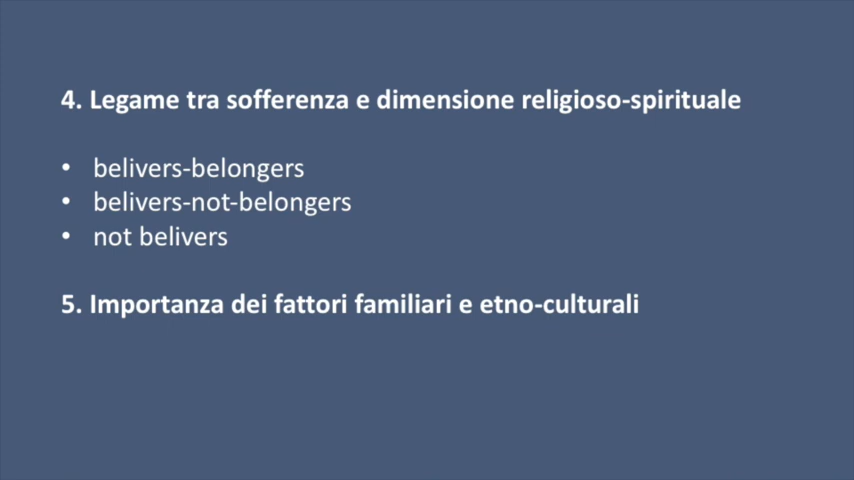 4. Legame tra sofferenza e dimensione religioso-spirituale
• belivers-belongers
• belivers-not-belongers
• not belivers
5. Importanza dei fattori familiari e etno-culturali